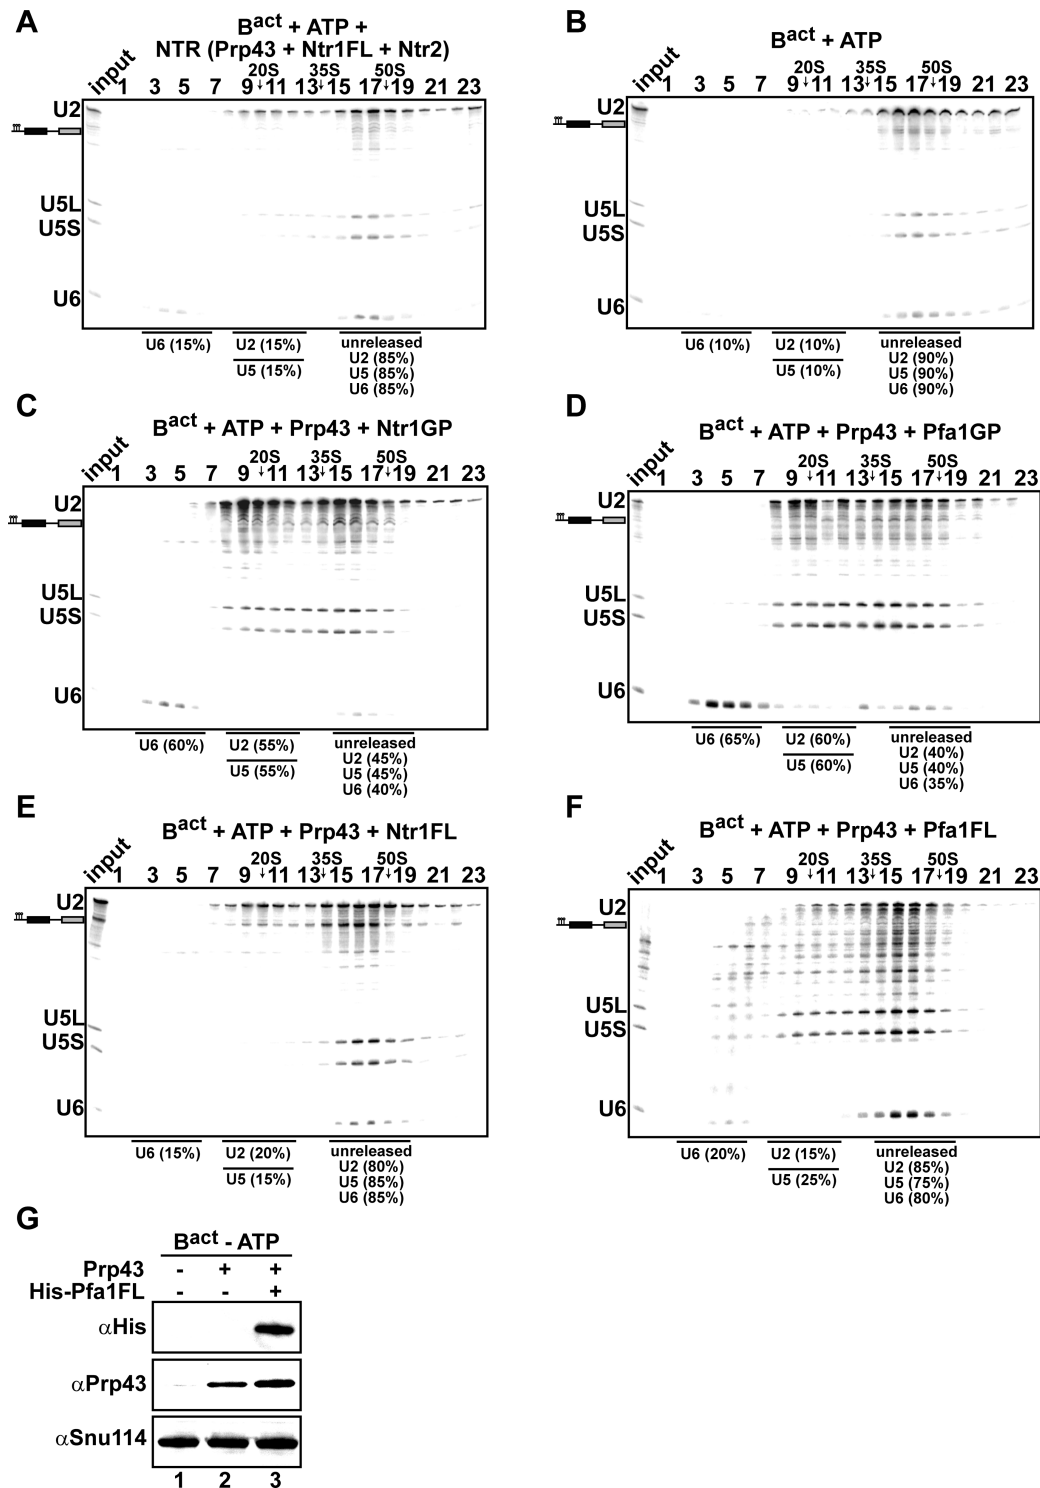 A
Bact + ATP +
NTR (Prp43 + Ntr1FL + Ntr2)
20S 35S 50S
input 1 3 5 7 9 ↓ 11 13 ↓ 15 17 ↓ 19 21 23
U2
U5L
U5S
U6
U6 (15%)
U2 (15%)
U5 (15%)
unreleased
U2 (85%)
U5 (85%)
U6 (85%)
B
Bact + ATP
20S 35S 50S
input 1 3 5 7 9 ↓ 11 13 ↓ 15 17 ↓ 19 21 23
U2
U5L
U5S
U6
U6 (10%)
U2 (10%)
U5 (10%)
unreleased
U2 (90%)
U5 (90%)
U6 (90%)
C
Bact + ATP + Prp43 + Ntr1GP
20S 35S 50S
input 1 3 5 7 9 ↓ 11 13 ↓ 15 17 ↓ 19 21 23
U2
U5L
U5S
U6
U6 (60%)
U2 (55%)
U5 (55%)
unreleased
U2 (45%)
U5 (45%)
U6 (40%)
D
Bact + ATP + Prp43 + Pfa1GP
20S 35S 50S
input 1 3 5 7 9 ↓ 11 13 ↓ 15 17 ↓ 19 21 23
U2
U5L
U5S
U6
U6 (65%)
U2 (60%)
U5 (60%)
unreleased
U2 (40%)
U5 (40%)
U6 (35%)
E
Bact + ATP + Prp43 + Ntr1FL
20S 35S 50S
input 1 3 5 7 9 ↓ 11 13 ↓ 15 17 ↓ 19 21 23
U2
U5L
U5S
U6
U6 (15%)
U2 (20%)
U5 (15%)
unreleased
U2 (80%)
U5 (85%)
U6 (85%)
F
Bact + ATP + Prp43 + Pfa1FL
20S 35S 50S
input 1 3 5 7 9 ↓ 11 13 ↓ 15 17 ↓ 19 21 23
U2
U5L
U5S
U6
U6 (20%)
U2 (15%)
U5 (25%)
unreleased
U2 (85%)
U5 (75%)
U6 (80%)
G
Bact - ATP
Prp43 - + +
His-Pfa1FL - - +
αHis
αPrp43
αSnu114
1 2 3